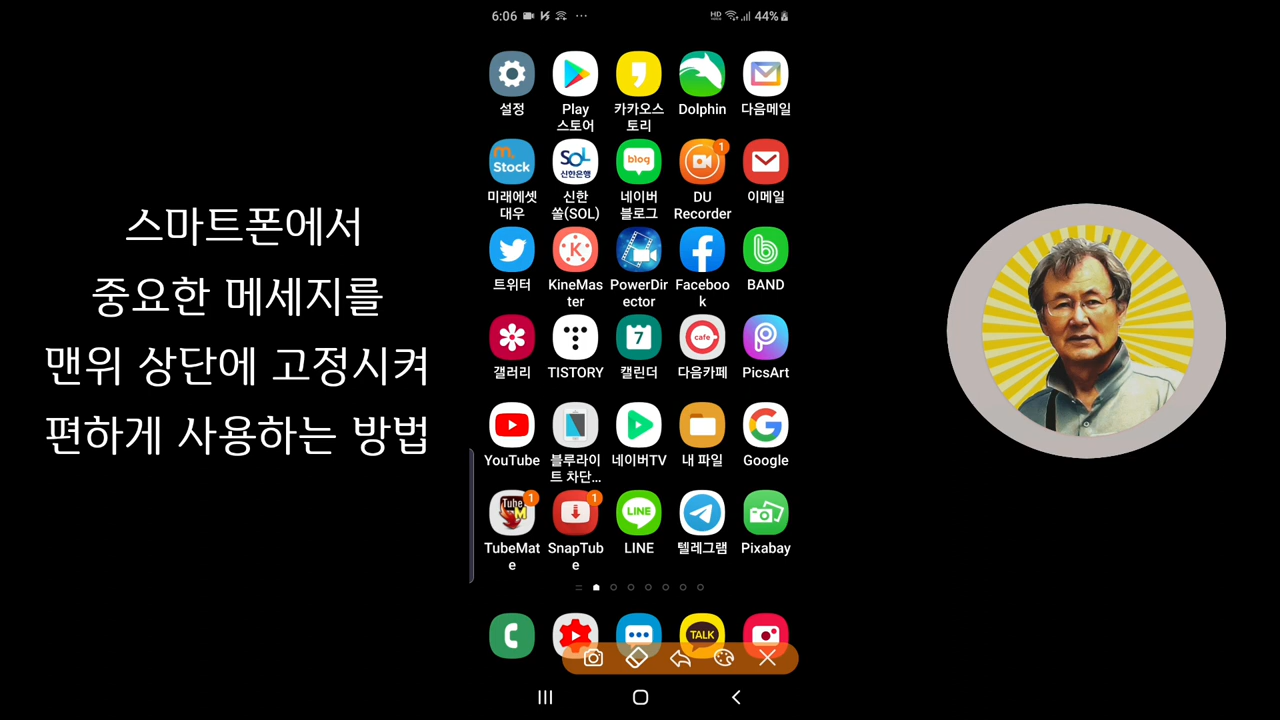 6:06
HD 44%
스마트폰에서
중요한 메세지를
맨위 상단에 고정시켜
편하게 사용하는 방법
설정
Play
스토어
카카오스
토리
Dolphin
다음메일
m.
Stock
SOL
신한은행
blog
1
미래에셋
대우
신한
쏠(SOL)
네이버
블로그
DU
Recorder
이메일
트위터
KineMas
ter
PowerDir
ector
Faceboo
k
BAND
7
cafe
갤러리
TISTORY
캘린더
다음카페
PicsArt
YouTube
블루라이
트 차단...
네이버TV
내 파일
Google
Tube
M
1
1
LINE
TubeMat
e
SnapTub
e
LINE
텔레그램
Pixabay
TALK